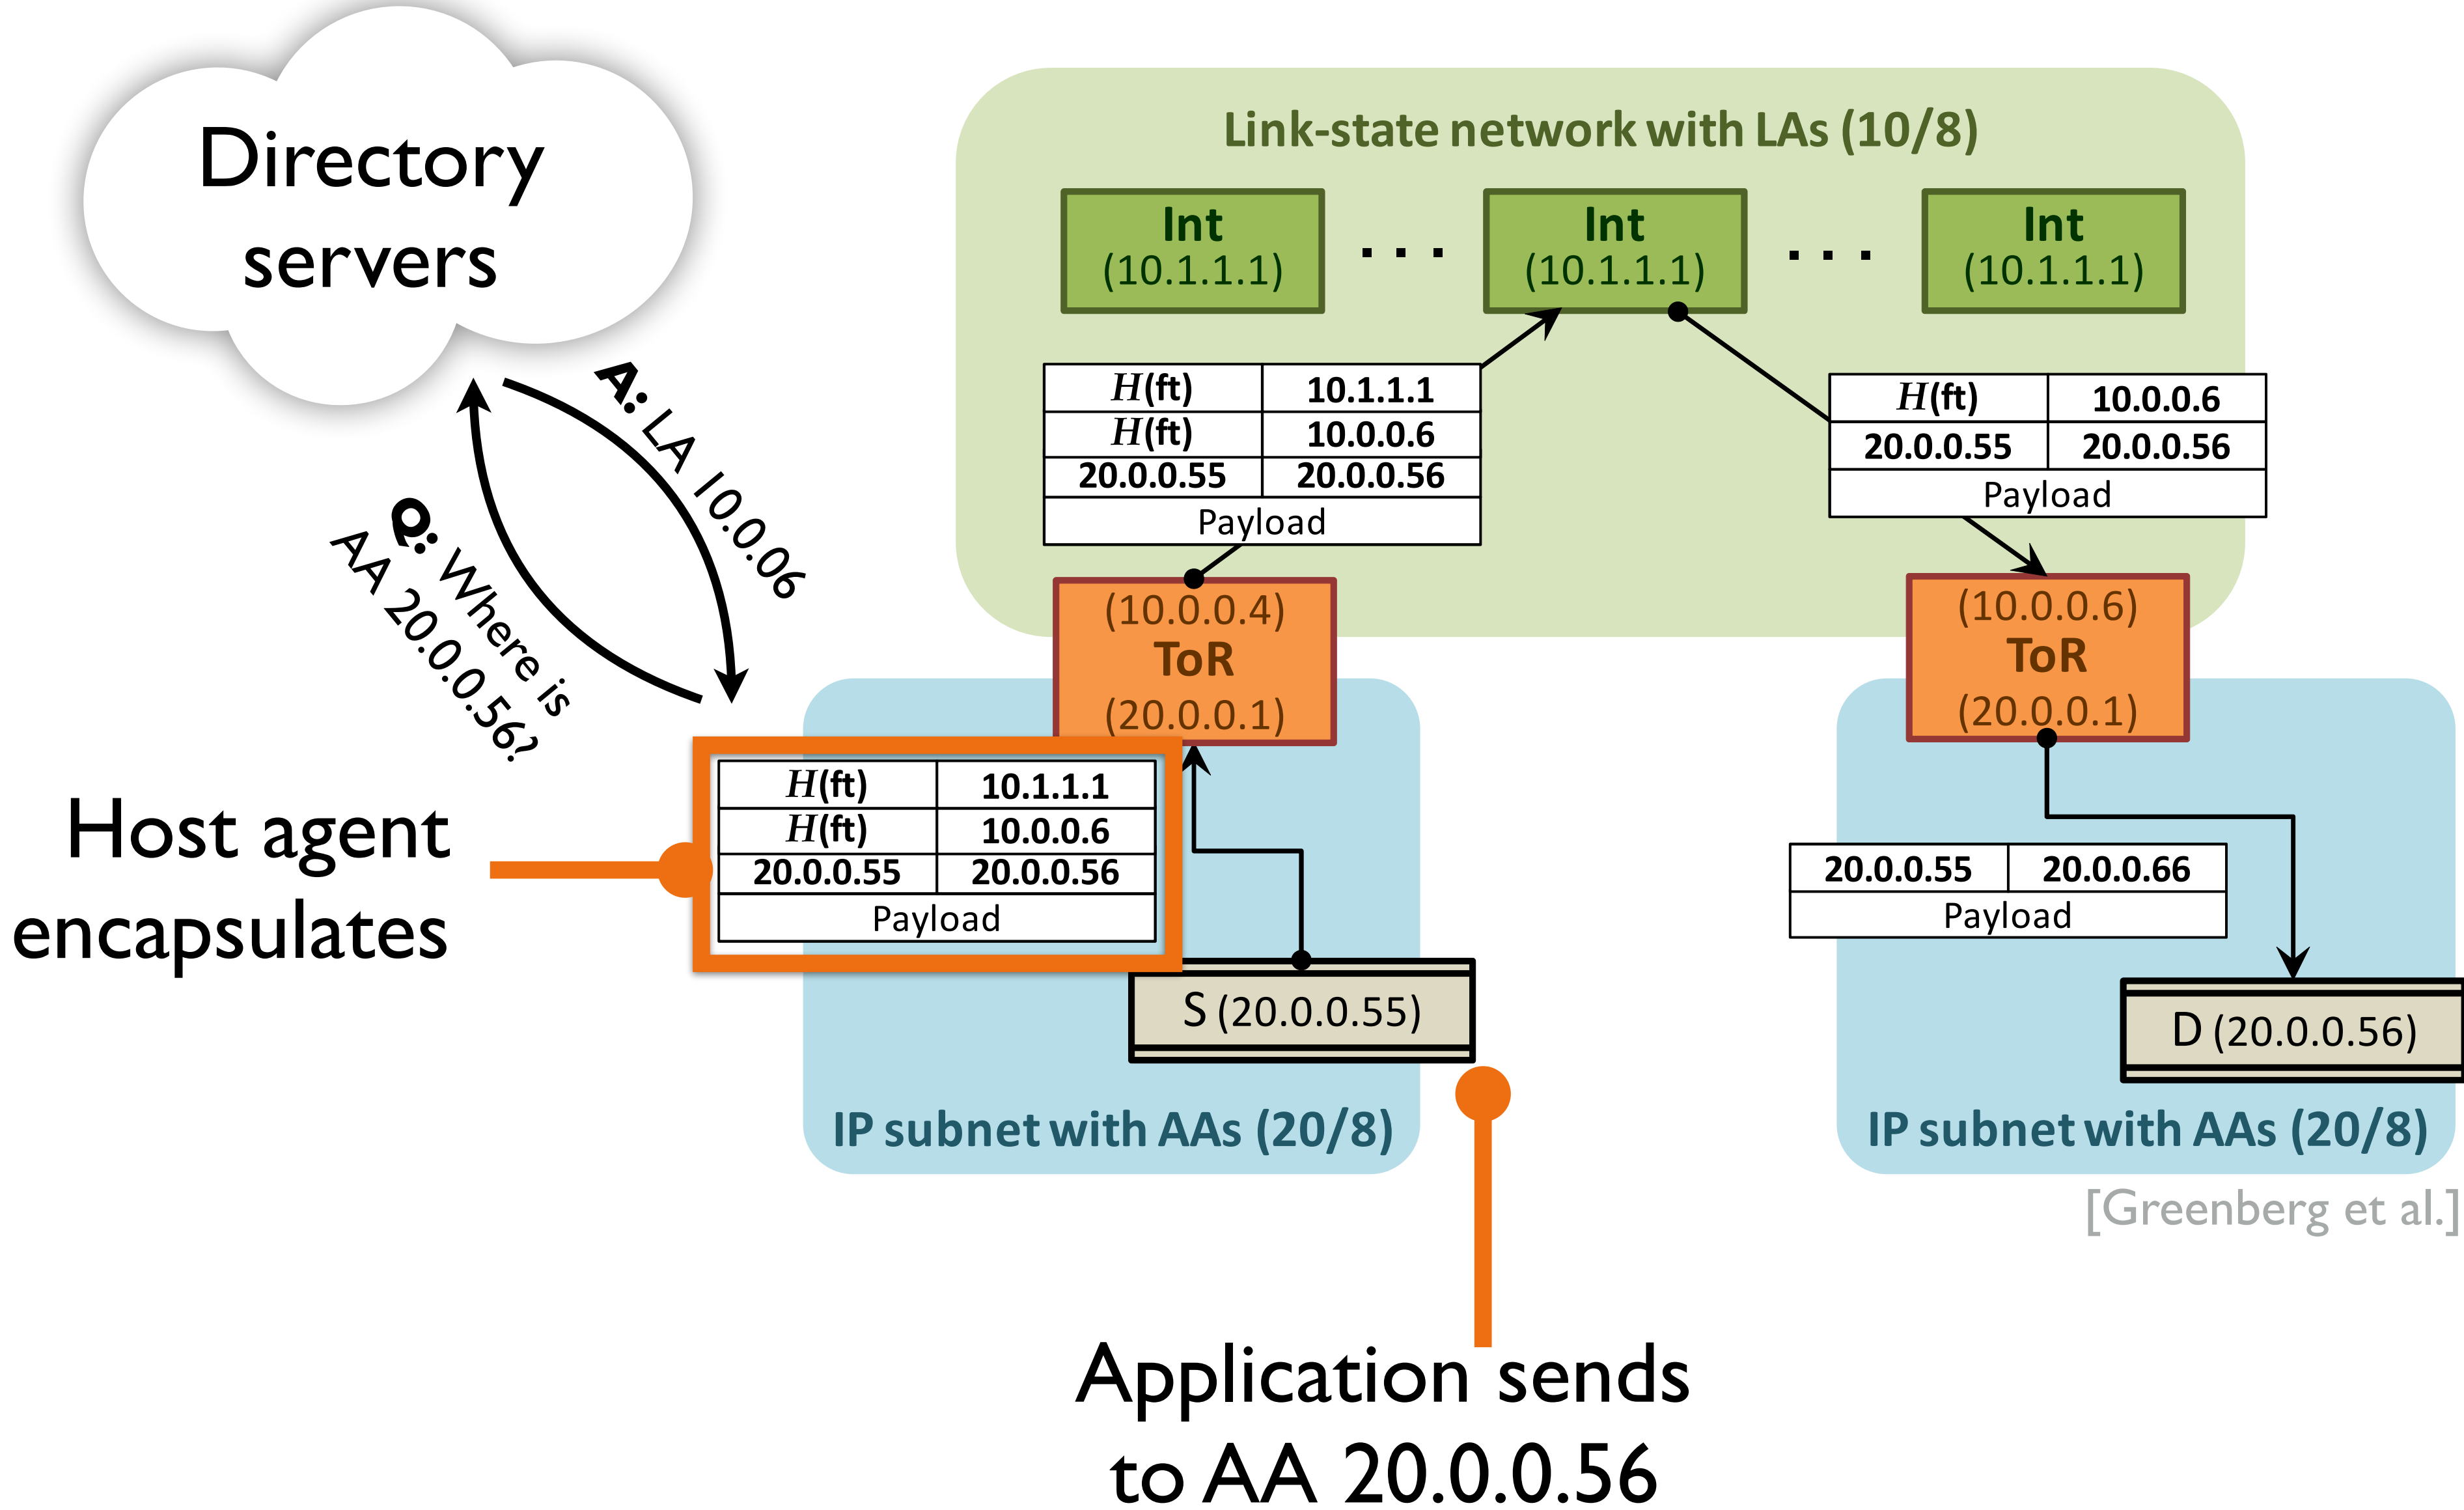 Directory
servers
A: LA 10.0.06
Q: Where is
AA 20.0.0.56?
Link-state network with LAs (10/8)
Int
(10.1.1.1)
. . .
Int
(10.1.1.1)
. . .
Int
(10.1.1.1)
H(ft) 10.1.1.1
H(ft) 10.0.0.6
20.0.0.55 20.0.0.56
Payload
H(ft) 10.0.0.6
20.0.0.55 20.0.0.56
Payload
(10.0.0.4)
ToR
(20.0.0.1)
(10.0.0.6)
ToR
(20.0.0.1)
Host agent
encapsulates
H(ft) 10.1.1.1
H(ft) 10.0.0.6
20.0.0.55 20.0.0.56
Payload
20.0.0.55 20.0.0.66
Payload
S (20.0.0.55)
D (20.0.0.56)
IP subnet with AAs (20/8)
IP subnet with AAs (20/8)
[Greenberg et al.]
Application sends
to AA 20.0.0.56